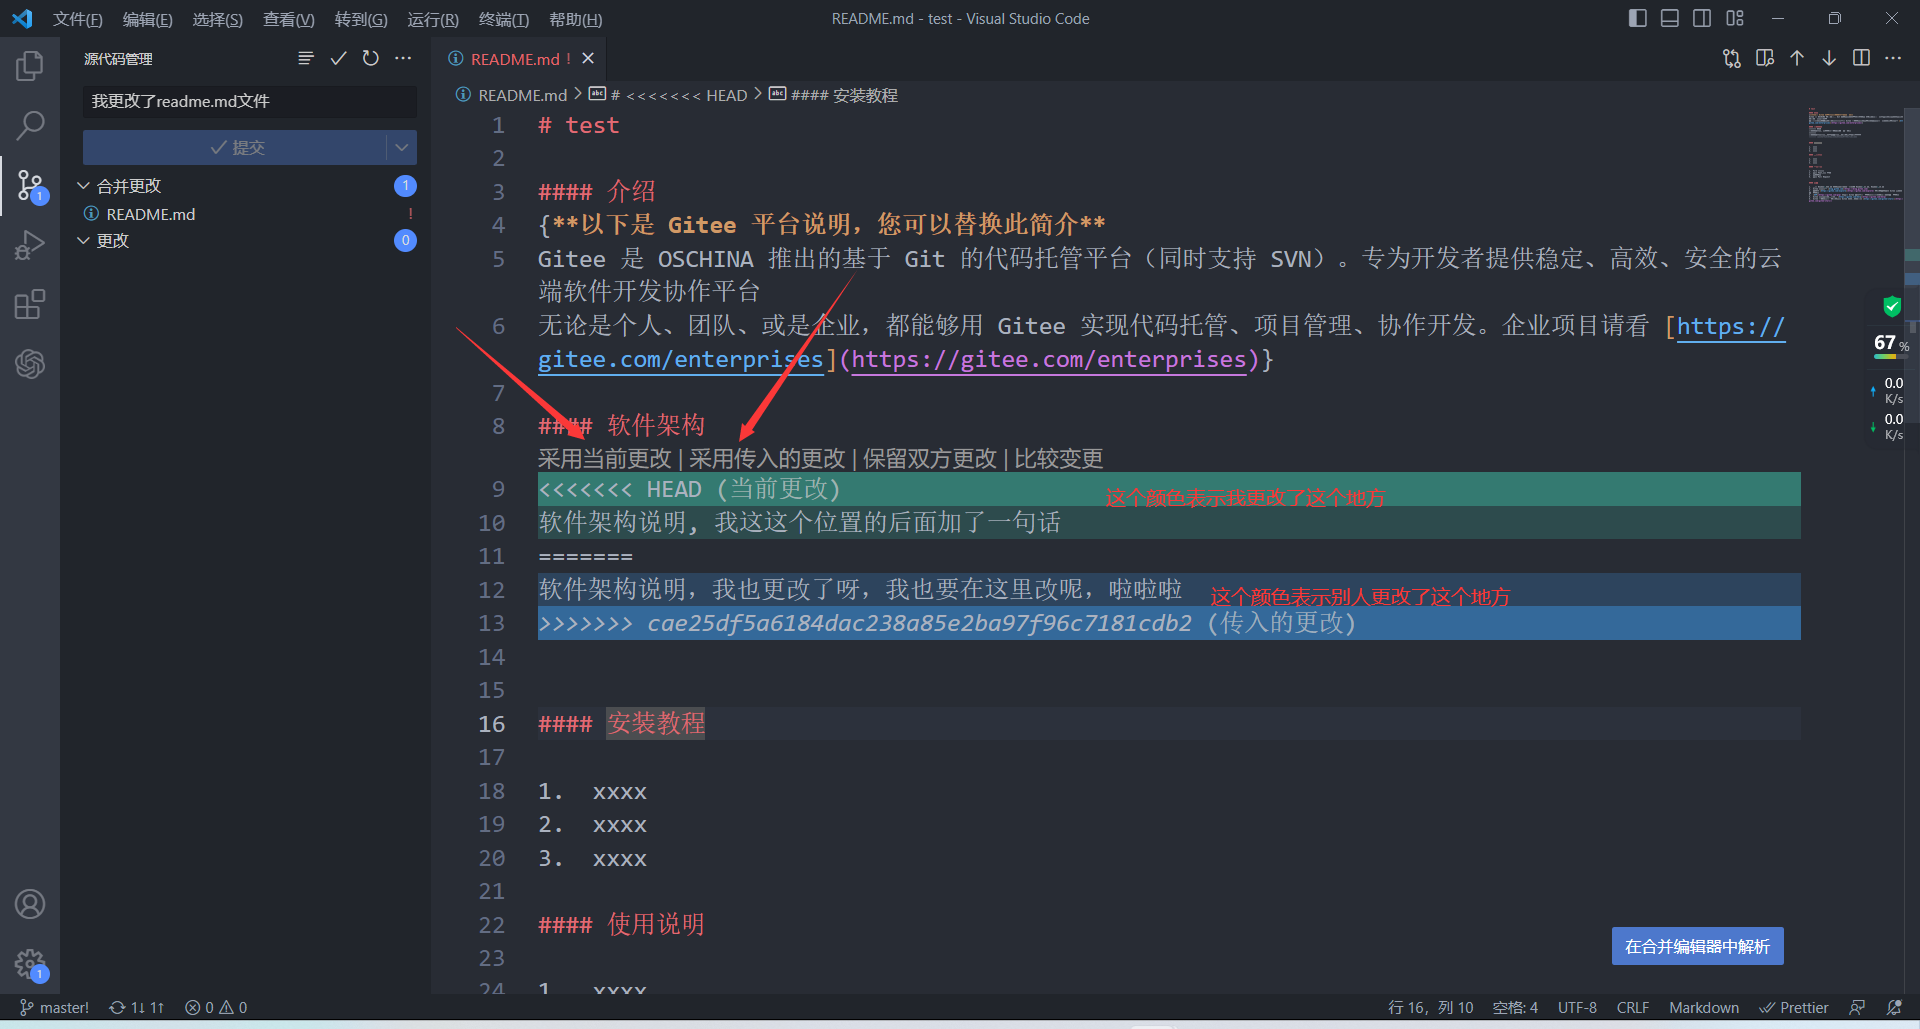 文件(F) 编辑(E) 选择(S) 查看(V) 转到(G) 运行(R) 终端(T) 帮助(H)
README.md - test - Visual Studio Code
源代码管理
README.md !
我更改了readme.md文件
README.md > # <<<<<<< HEAD > #### 安装教程
提交
合并更改 1
README.md !
更改 0
1
1
1 # test
2
3 #### 介绍
4 {**以下是 Gitee 平台说明，您可以替换此简介**
5 Gitee 是 OSCHINA 推出的基于 Git 的代码托管平台（同时支持 SVN）。专为开发者提供稳定、高效、安全的云
端软件开发协作平台
6 无论是个人、团队、或是企业，都能够用 Gitee 实现代码托管、项目管理、协作开发。企业项目请看 [https://
gitee.com/enterprises](https://gitee.com/enterprises)}
7
8 #### 软件架构
采用当前更改 | 采用传入的更改 | 保留双方更改 | 比较变更
9 <<<<<<< HEAD (当前更改)
这个颜色表示我更改了这个地方
10 软件架构说明, 我这这个位置的后面加了一句话
11 =======
12 软件架构说明，我也更改了呀，我也要在这里改呢，啦啦啦
这个颜色表示别人更改了这个地方
13 >>>>>>> cae25df5a6184dac238a85e2ba97f96c7181cdb2 (传入的更改)
14
15
16 #### 安装教程
17
18 1. xxxx
19 2. xxxx
20 3. xxxx
21
22 #### 使用说明
23
24 1. xxxx
67 %
0.0
K/s
0.0
K/s
在合并编辑器中解析
master! 1↓ 1↑ 0 0
行 16，列 10 空格: 4 UTF-8 CRLF Markdown Prettier